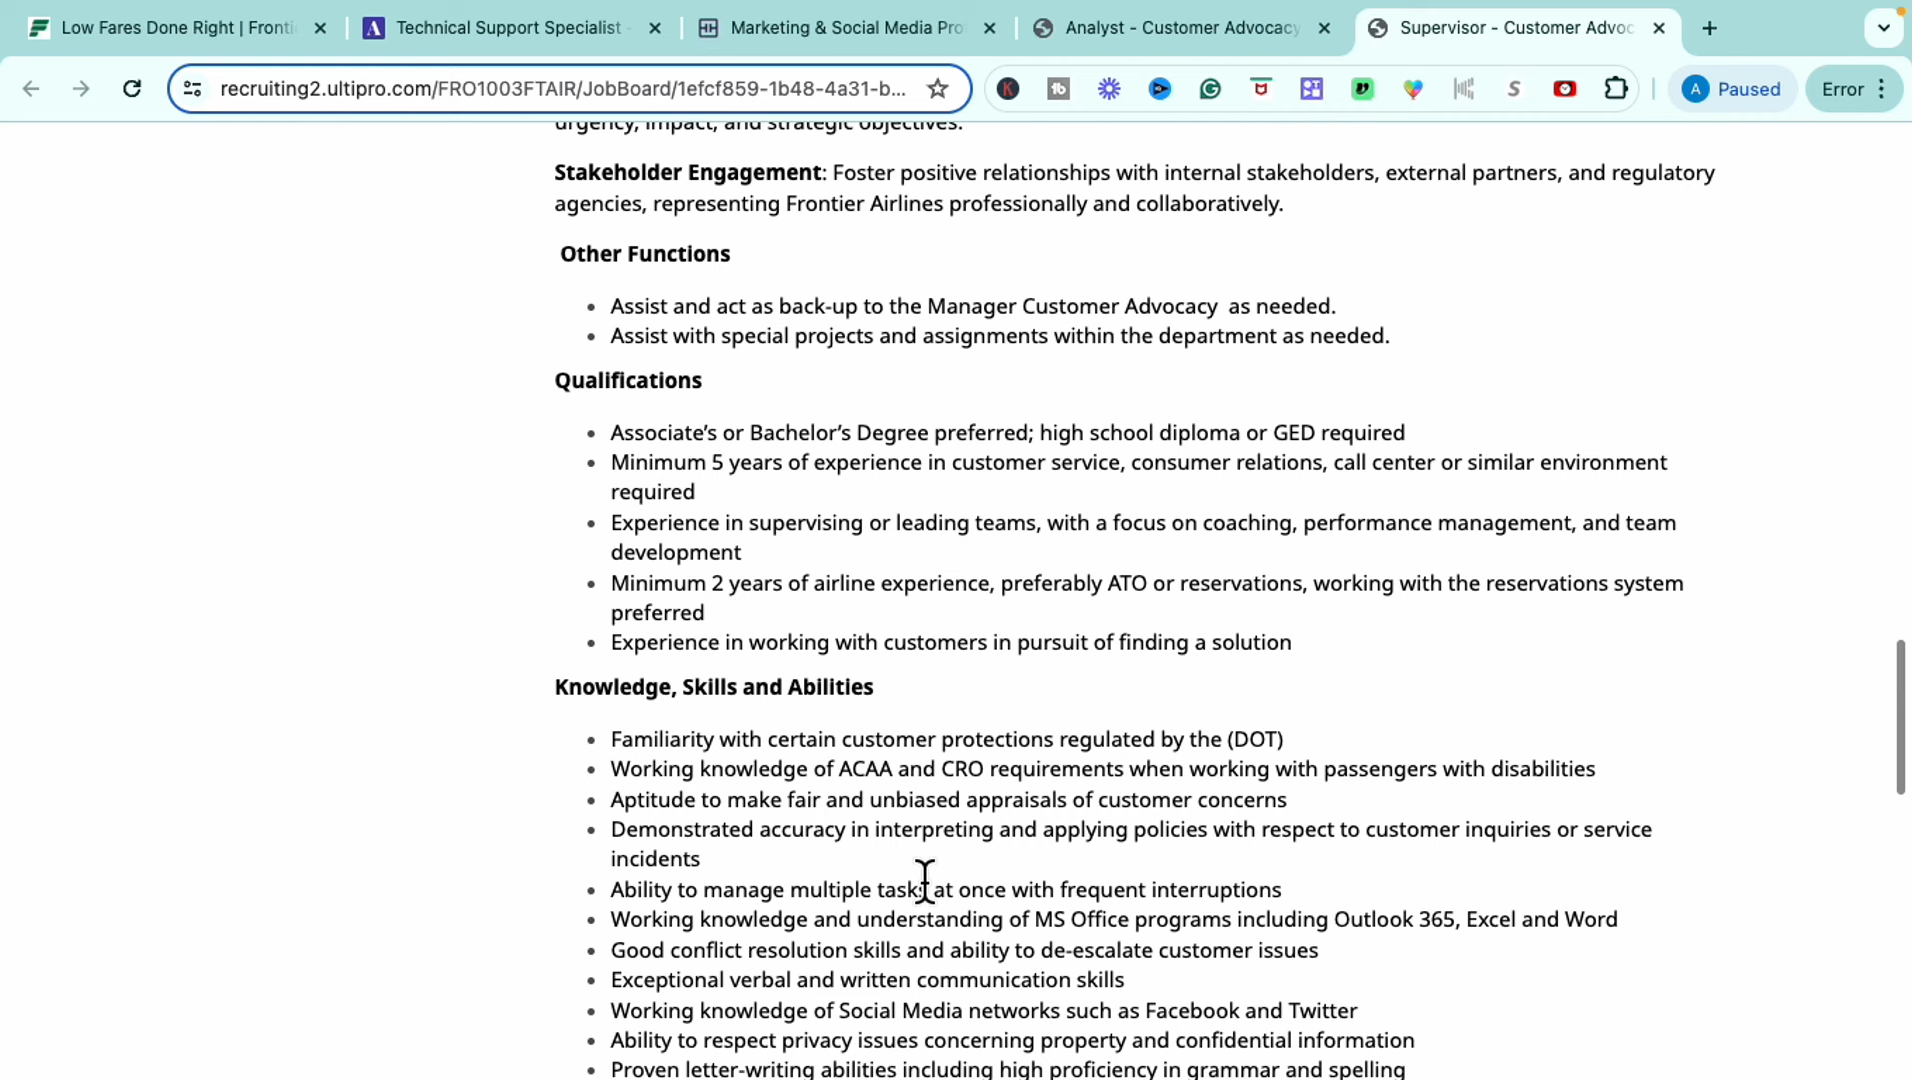 Low Fares Done Right | Fronti
Technical Support Specialist -
Marketing & Social Media Pro
Analyst - Customer Advocacy
Supervisor - Customer Advoc
recruiting2.ultipro.com/FRO1003FTAIR/JobBoard/1efcf859-1b48-4a31-b...
A Paused
Error
urgency, impact, and strategic objectives.
Stakeholder Engagement: Foster positive relationships with internal stakeholders, external partners, and regulatory
agencies, representing Frontier Airlines professionally and collaboratively.
Other Functions
• Assist and act as back-up to the Manager Customer Advocacy as needed.
• Assist with special projects and assignments within the department as needed.
Qualifications
• Associate’s or Bachelor’s Degree preferred; high school diploma or GED required
• Minimum 5 years of experience in customer service, consumer relations, call center or similar environment
required
• Experience in supervising or leading teams, with a focus on coaching, performance management, and team
development
• Minimum 2 years of airline experience, preferably ATO or reservations, working with the reservations system
preferred
• Experience in working with customers in pursuit of finding a solution
Knowledge, Skills and Abilities
• Familiarity with certain customer protections regulated by the (DOT)
• Working knowledge of ACAA and CRO requirements when working with passengers with disabilities
• Aptitude to make fair and unbiased appraisals of customer concerns
• Demonstrated accuracy in interpreting and applying policies with respect to customer inquiries or service
incidents
• Ability to manage multiple tasks at once with frequent interruptions
• Working knowledge and understanding of MS Office programs including Outlook 365, Excel and Word
• Good conflict resolution skills and ability to de-escalate customer issues
• Exceptional verbal and written communication skills
• Working knowledge of Social Media networks such as Facebook and Twitter
• Ability to respect privacy issues concerning property and confidential information
• Proven letter-writing abilities including high proficiency in grammar and spelling